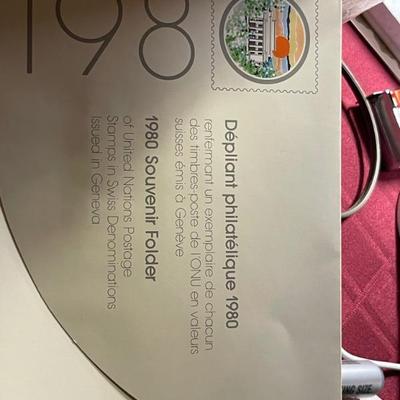 198
Dépliant philatélique 1980
renfermant un exemplaire de chacun
des timbres-poste de l'ONU en valeurs
suisses émis à Genève
1980 Souvenir Folder
of United Nations Postage
Stamps in Swiss Denominations
Issued in Geneva
SIZE